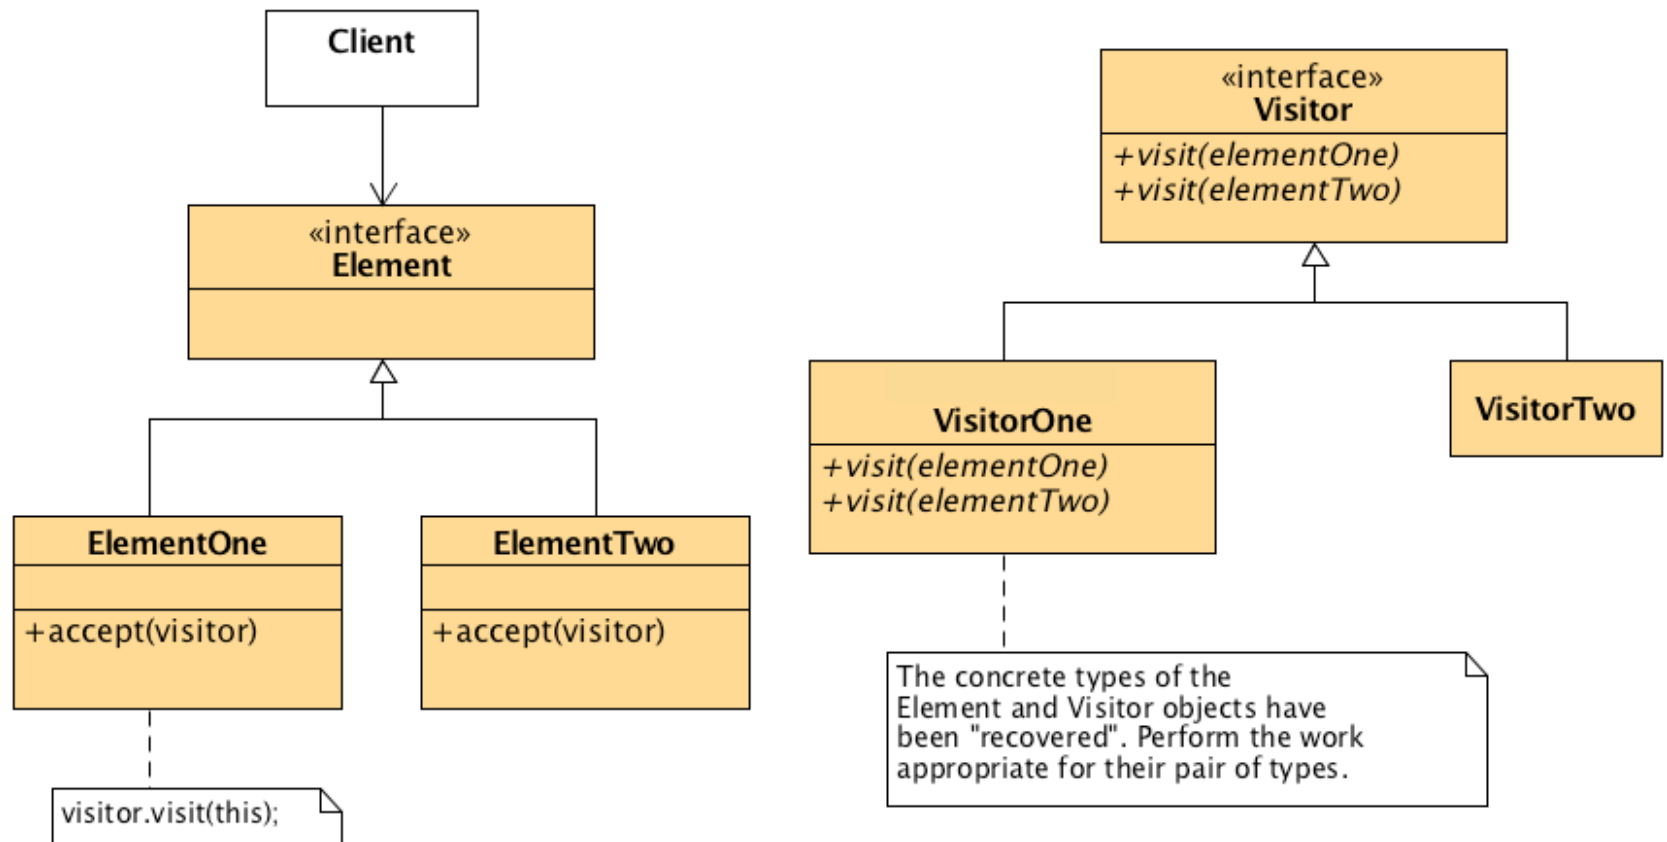 Client
«interface»
Element
ElementOne
+accept(visitor)
visitor.visit(this);
ElementTwo
+accept(visitor)
«interface»
Visitor
+visit(elementOne)
+visit(elementTwo)
VisitorOne
+visit(elementOne)
+visit(elementTwo)
VisitorTwo
The concrete types of the
Element and Visitor objects have
been "recovered". Perform the work
appropriate for their pair of types.